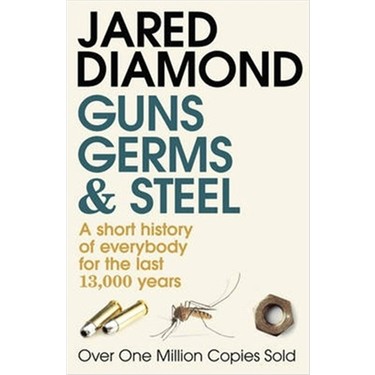 JARED
DIAMOND
GUNS
GERMS
& STEEL
A short history
of everybody
for the last
13,000 years
Over One Million Copies Sold